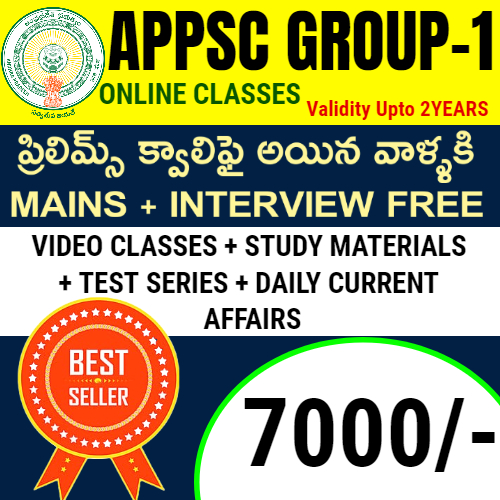 APPSC GROUP-1
ONLINE CLASSES
Validity Upto 2YEARS
ప్రిలిమ్స్ క్వాలిఫై అయిన వాళ్ళకి
MAINS + INTERVIEW FREE
VIDEO CLASSES + STUDY MATERIALS
+ TEST SERIES + DAILY CURRENT
AFFAIRS
BEST
SELLER
7000/-